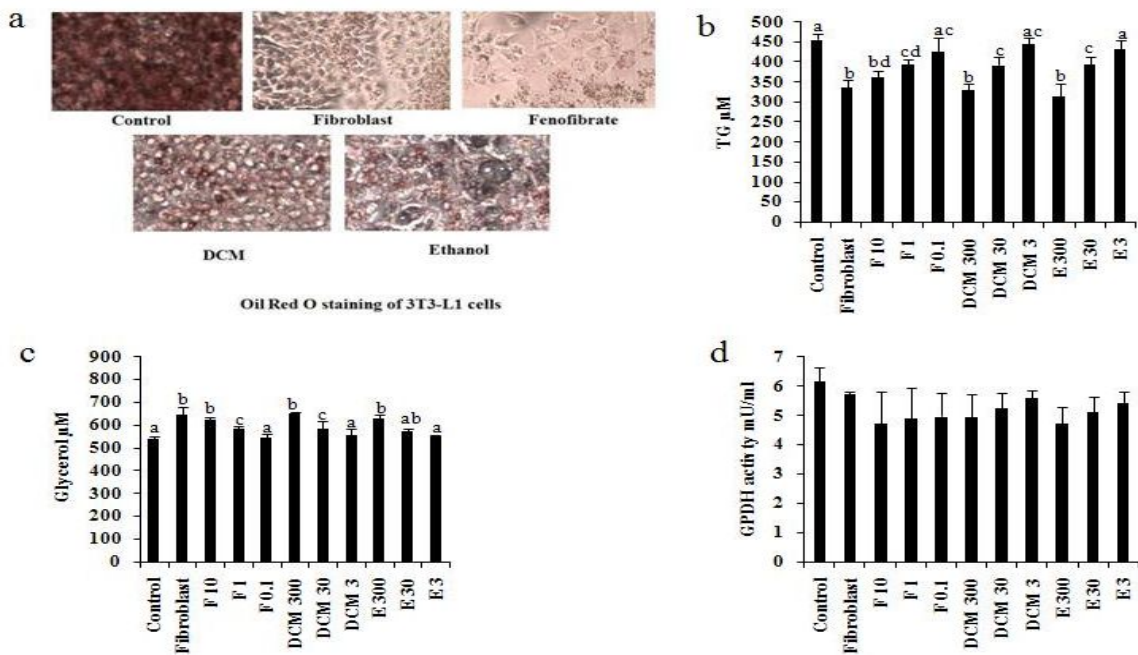 a
Control
Fibroblast
Fenofibrate
DCM
Ethanol
Oil Red O staining of 3T3-L1 cells
b
TG µM
500
450
400
350
300
250
200
150
100
50
0
a
b
bd
cd
ac
b
c
ac
b
c
a
Control
Fibroblast
F 10
F 1
F 0.1
DCM 300
DCM 30
DCM 3
E 300
E 30
E 3
c
Glycerol µM
900
800
700
600
500
400
300
200
100
0
a
b
b
c
a
b
c
a
b
ab
a
Control
Fibroblast
F 10
F 1
F 0.1
DCM 300
DCM 30
DCM 3
E 300
E 30
E 3
d
GPDH activity mU/ml
7
6
5
4
3
2
1
0
Control
Fibroblast
F 10
F 1
F 0.1
DCM 300
DCM 30
DCM 3
E 300
E 30
E 3